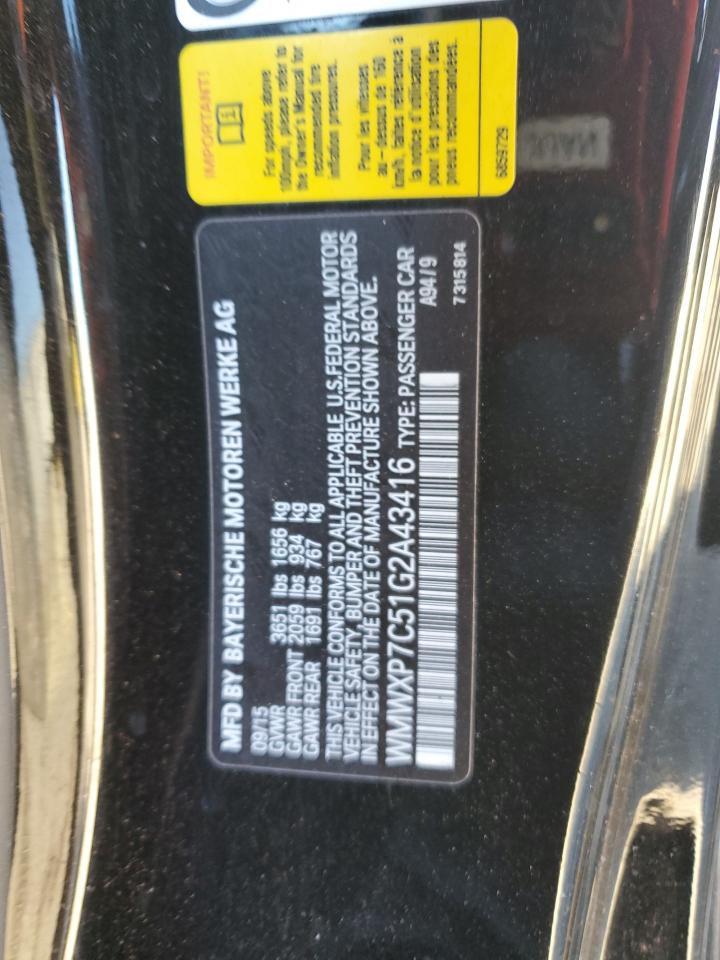 IMPORTANT!
For speeds above
100mph, please refer to
the Owner's Manual for
recommended tire
inflation pressures.
Pour les vitesses
au - dessus de 160
km/h, faites référence à
la notice d'utilisation
pour les pressions des
pneus recommandées.
6859729
MFD BY BAYERISCHE MOTOREN WERKE AG
09/15
GVWR 3651 lbs 1656 kg
GAWR FRONT 2059 lbs 934 kg
GAWR REAR 1691 lbs 767 kg
THIS VEHICLE CONFORMS TO ALL APPLICABLE U.S. FEDERAL MOTOR
VEHICLE SAFETY, BUMPER AND THEFT PREVENTION STANDARDS
IN EFFECT ON THE DATE OF MANUFACTURE SHOWN ABOVE.
WMWXP7C51G2A43416 TYPE: PASSENGER CAR
A94/9
7315814